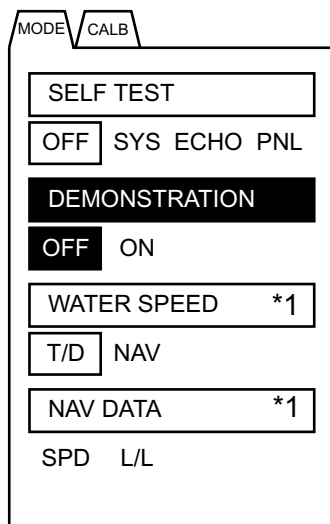 MODE CALB
SELF TEST
OFF SYS ECHO PNL
DEMONSTRATION
OFF ON
WATER SPEED *1
T/D NAV
NAV DATA *1
SPD L/L